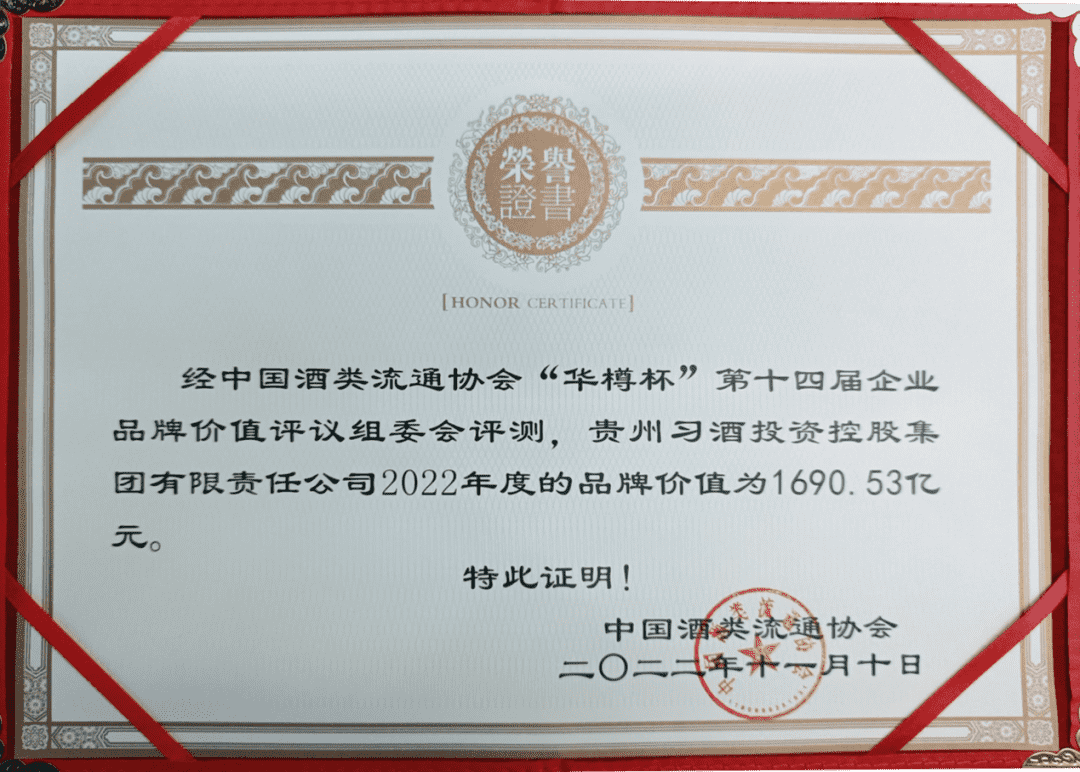 榮譽
證書
[HONOR CERTIFICATE]
经中国酒类流通协会“华樽杯”第十四届企业
品牌价值评议组委会评测，贵州习酒投资控股集
团有限责任公司2022年度的品牌价值为1690.53亿
元。
特此证明！
中国酒类流通协会
二〇二二年十一月十日